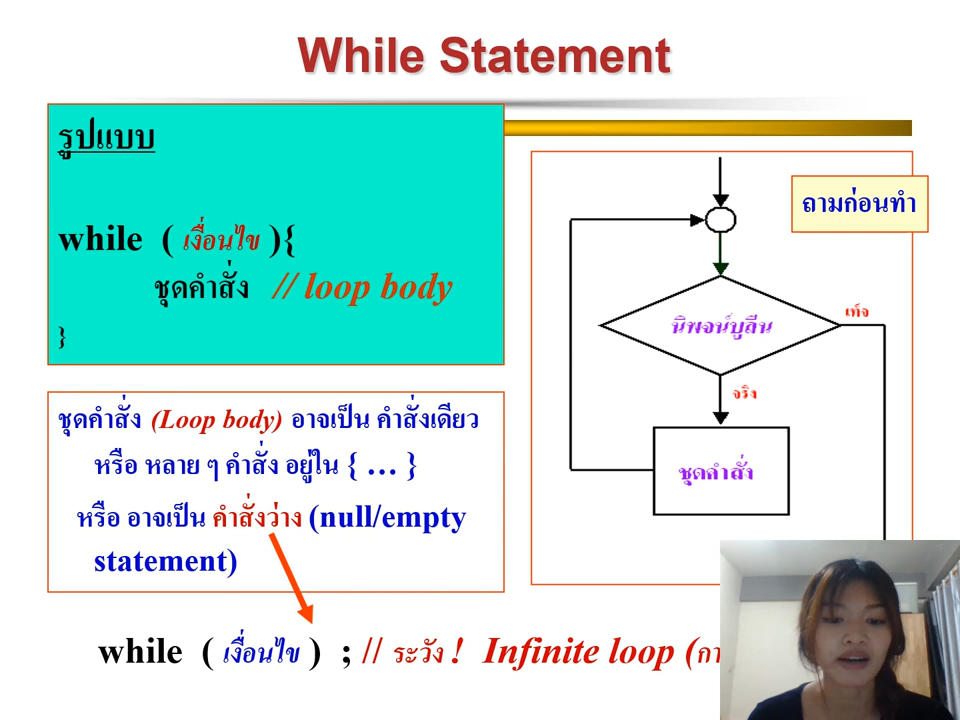 While Statement
รูปแบบ
while ( เงื่อนไข ){
ชุดคำสั่ง // loop body
}
ถามก่อนทำ
นิพจน์บูลีน
เท็จ
จริง
ชุดคำสั่ง
ชุดคำสั่ง (Loop body) อาจเป็น คำสั่งเดียว
หรือ หลาย ๆ คำสั่ง อยู่ใน { … }
หรือ อาจเป็น คำสั่งว่าง (null/empty
statement)
while ( เงื่อนไข ) ; // ระวัง ! Infinite loop (